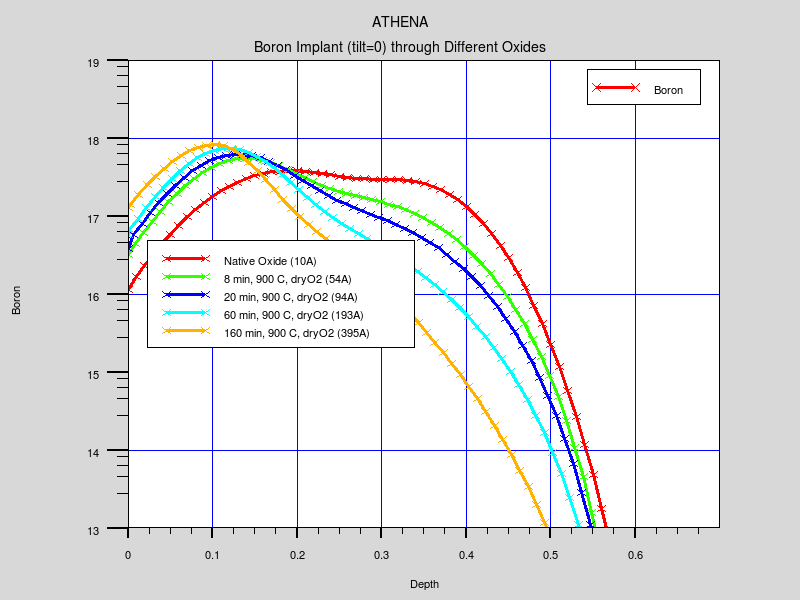 ATHENA
Boron Implant (tilt=0) through Different Oxides
19
18
17
16
15
14
13
Boron
Boron
Native Oxide (10A)
8 min, 900 C, dryO2 (54A)
20 min, 900 C, dryO2 (94A)
60 min, 900 C, dryO2 (193A)
160 min, 900 C, dryO2 (395A)
0 0.1 0.2 0.3 0.4 0.5 0.6
Depth